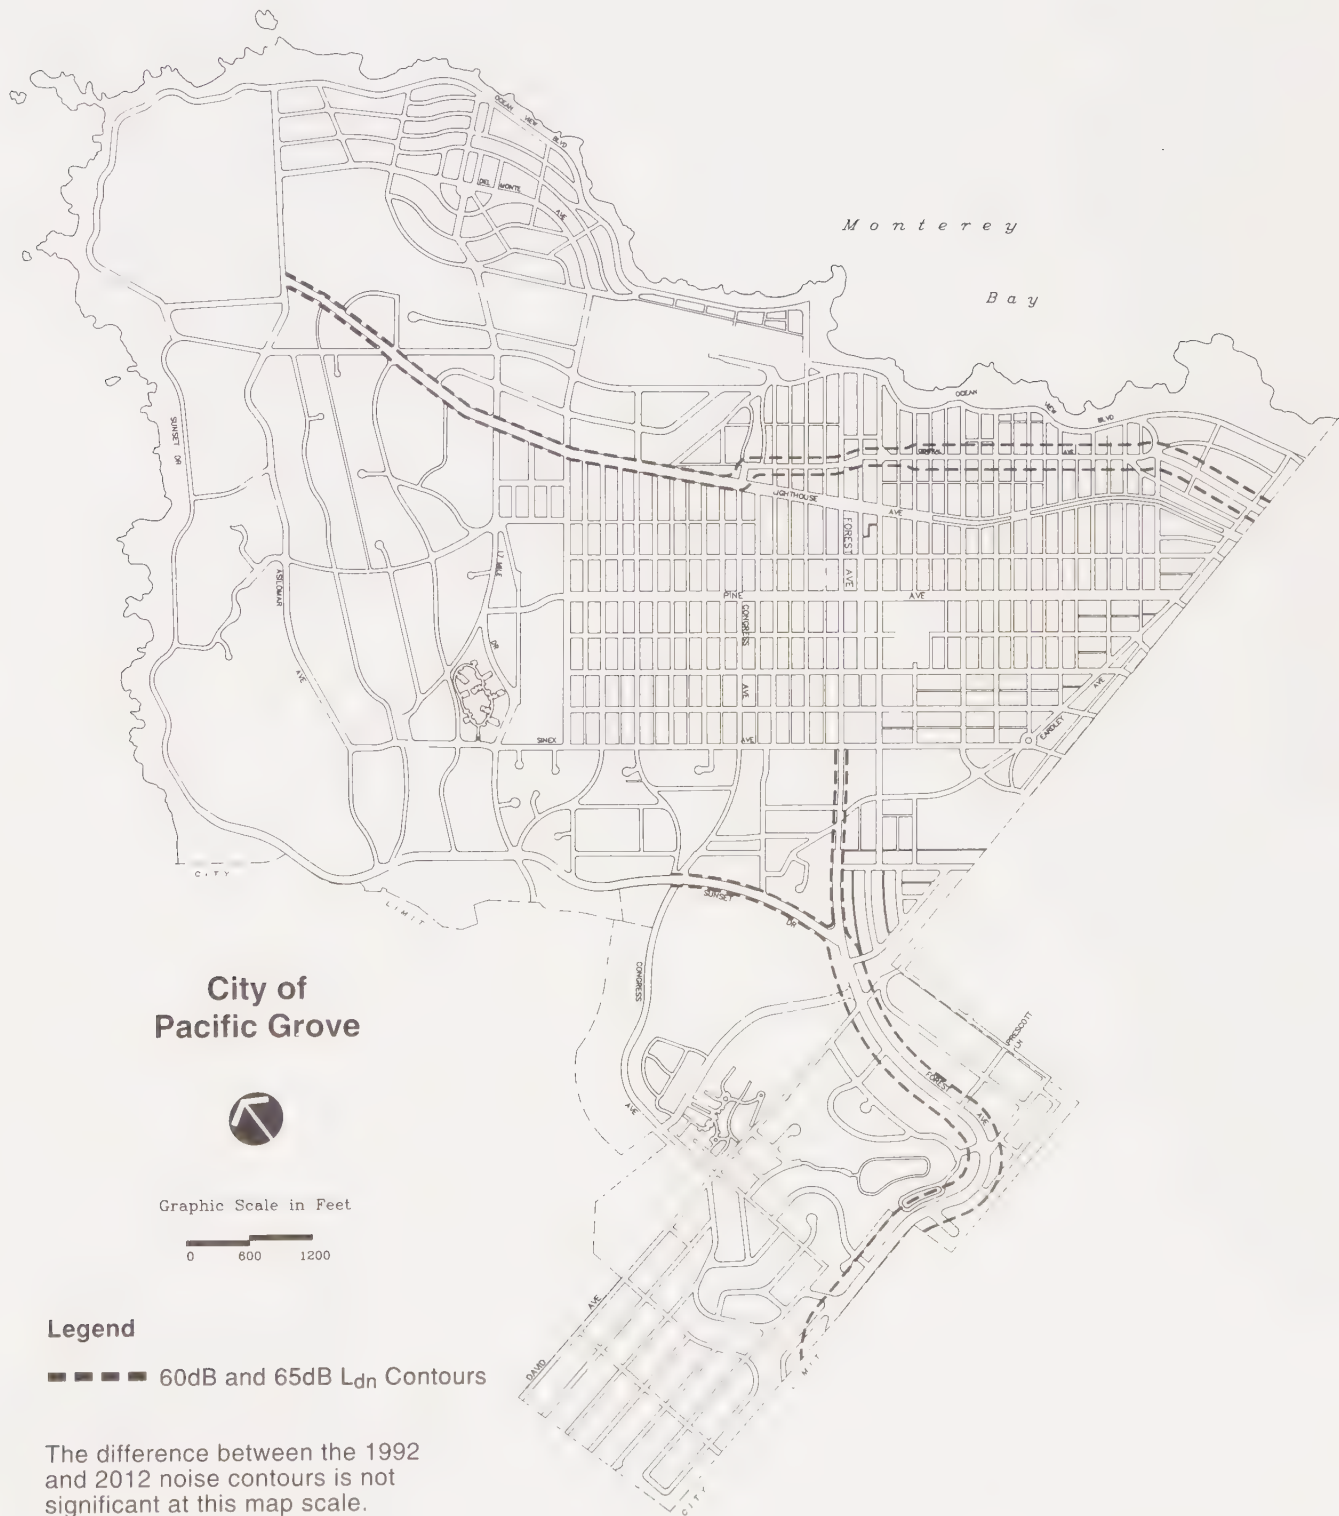 OCEAN VIEW BLVD
DEL MONTE AVE
Monterey
Bay
OCEAN VIEW BLVD
CENTRAL AVE
SUNSET DR
LIGHTHOUSE AVE
FOREST AVE
17 MILE DR
ASILOMAR AVE
PINE AVE
CONGRESS AVE
EARDLEY AVE
SINEX AVE
CITY LIMIT
SUNSET DR
CONGRESS AVE
PRESCOTT LN
FOREST AVE
DAVID AVE
CITY
City of
Pacific Grove
Graphic Scale in Feet
0 600 1200
Legend
60dB and 65dB Ldn Contours
The difference between the 1992
and 2012 noise contours is not
significant at this map scale.